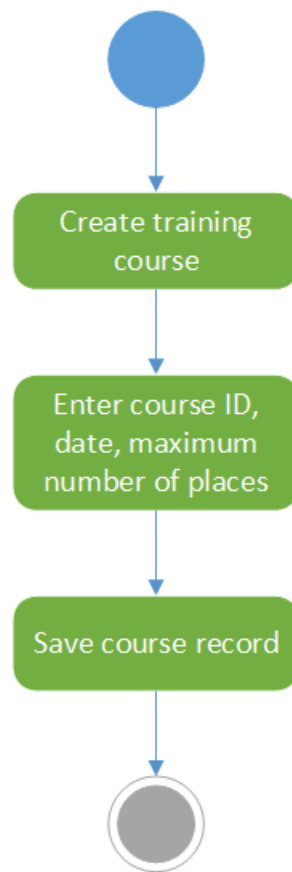 Create training
course
Enter course ID,
date, maximum
number of places
Save course record